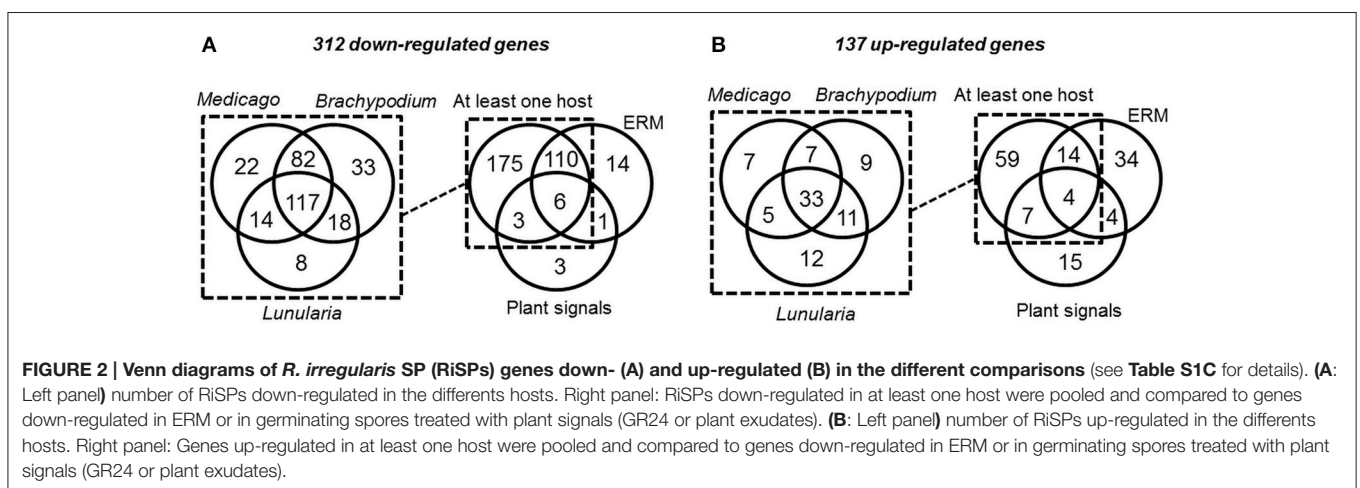 A
312 down-regulated genes
Medicago
Brachypodium
At least one host
ERM
22
82
33
117
14
18
8
Lunularia
175
110
14
6
3
1
3
Plant signals
B
137 up-regulated genes
Medicago
Brachypodium
At least one host
ERM
7
7
9
33
5
11
12
Lunularia
59
14
34
4
7
4
15
Plant signals
FIGURE 2 | Venn diagrams of R. irregularis SP (RiSPs) genes down- (A) and up-regulated (B) in the different comparisons (see Table S1C for details). (A:
Left panel) number of RiSPs down-regulated in the differents hosts. Right panel: RiSPs down-regulated in at least one host were pooled and compared to genes
down-regulated in ERM or in germinating spores treated with plant signals (GR24 or plant exudates). (B: Left panel) number of RiSPs up-regulated in the differents
hosts. Right panel: Genes up-regulated in at least one host were pooled and compared to genes down-regulated in ERM or in germinating spores treated with plant
signals (GR24 or plant exudates).